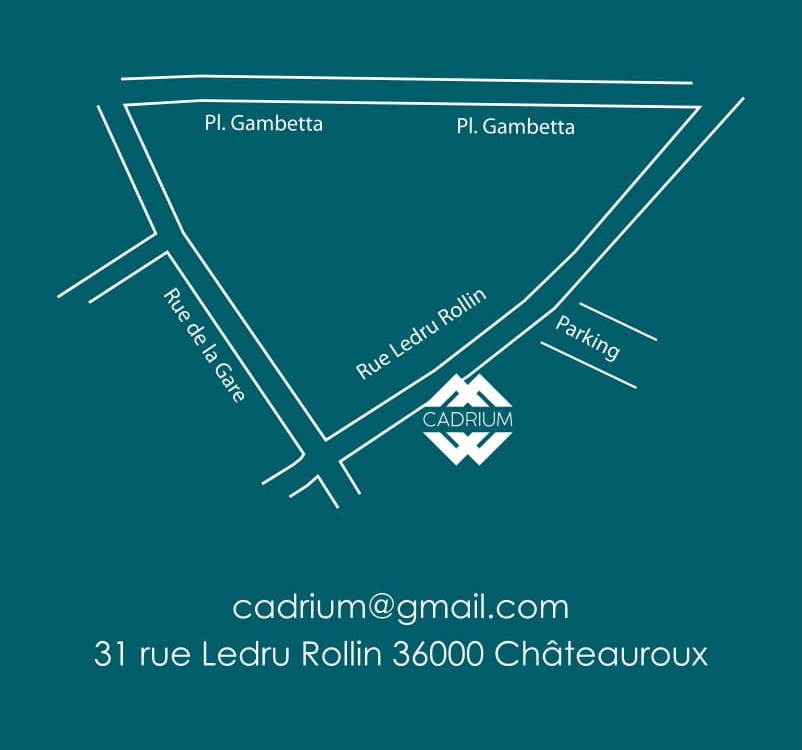 Pl. Gambetta
Pl. Gambetta
Rue de la Gare
Rue Ledru Rollin
Parking
CADRIUM
cadrium@gmail.com
31 rue Ledru Rollin 36000 Châteauroux